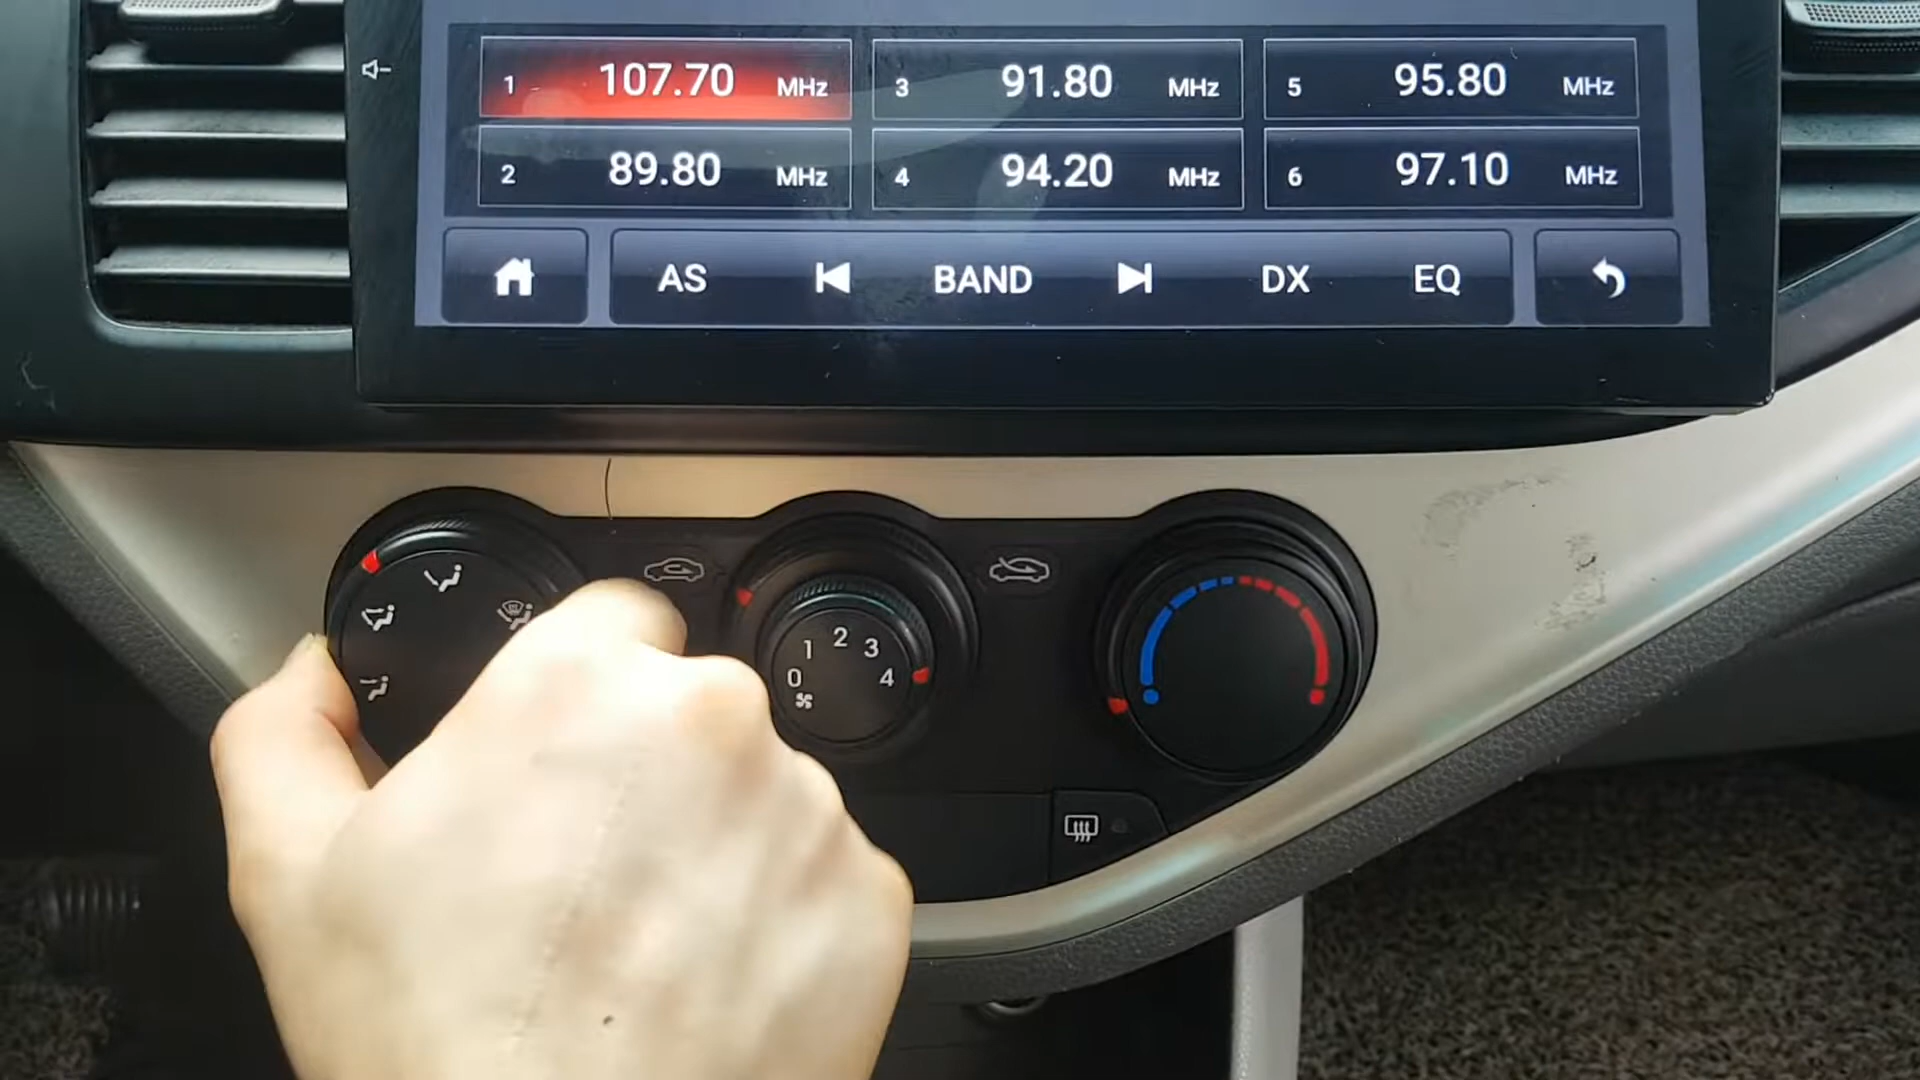 1 107.70 MHz 3 91.80 MHz 5 95.80 MHz
2 89.80 MHz 4 94.20 MHz 6 97.10 MHz
AS BAND DX EQ
0 1 2 3 4